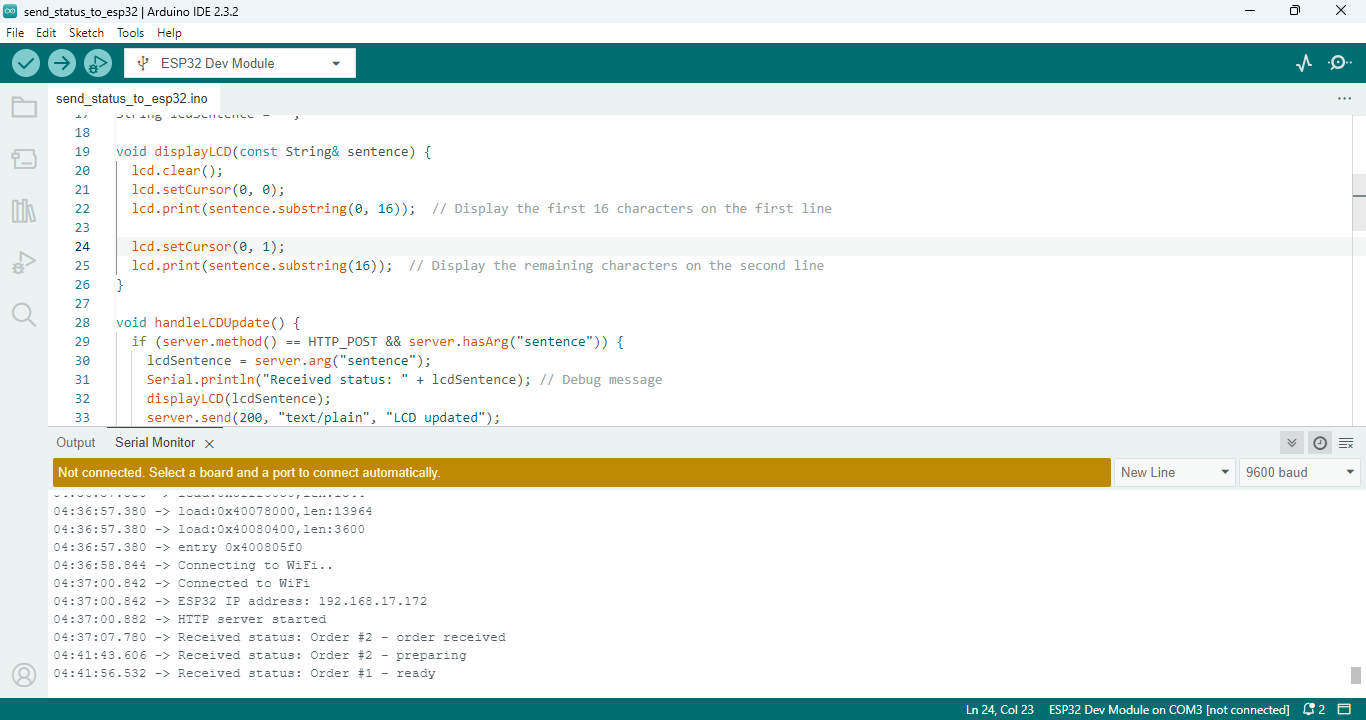 send_status_to_esp32 | Arduino IDE 2.3.2
File Edit Sketch Tools Help
ESP32 Dev Module
send_status_to_esp32.ino
18
19 void displayLCD(const String& sentence) {
20 lcd.clear();
21 lcd.setCursor(0, 0);
22 lcd.print(sentence.substring(0, 16)); // Display the first 16 characters on the first line
23
24 lcd.setCursor(0, 1);
25 lcd.print(sentence.substring(16)); // Display the remaining characters on the second line
26 }
27
28 void handleLCDUpdate() {
29 if (server.method() == HTTP_POST && server.hasArg("sentence")) {
30 lcdSentence = server.arg("sentence");
31 Serial.println("Received status: " + lcdSentence); // Debug message
32 displayLCD(lcdSentence);
33 server.send(200, "text/plain", "LCD updated");
Output Serial Monitor
Not connected. Select a board and a port to connect automatically.
New Line 9600 baud
04:36:57.380 -> load:0x40078000,len:13964
04:36:57.380 -> load:0x40080400,len:3600
04:36:57.380 -> entry 0x400805f0
04:36:58.844 -> Connecting to WiFi..
04:37:00.842 -> Connected to WiFi
04:37:00.842 -> ESP32 IP address: 192.168.17.172
04:37:00.882 -> HTTP server started
04:37:07.780 -> Received status: Order #2 - order received
04:41:43.606 -> Received status: Order #2 - preparing
04:41:56.532 -> Received status: Order #1 - ready
Ln 24, Col 23 ESP32 Dev Module on COM3 [not connected] 2